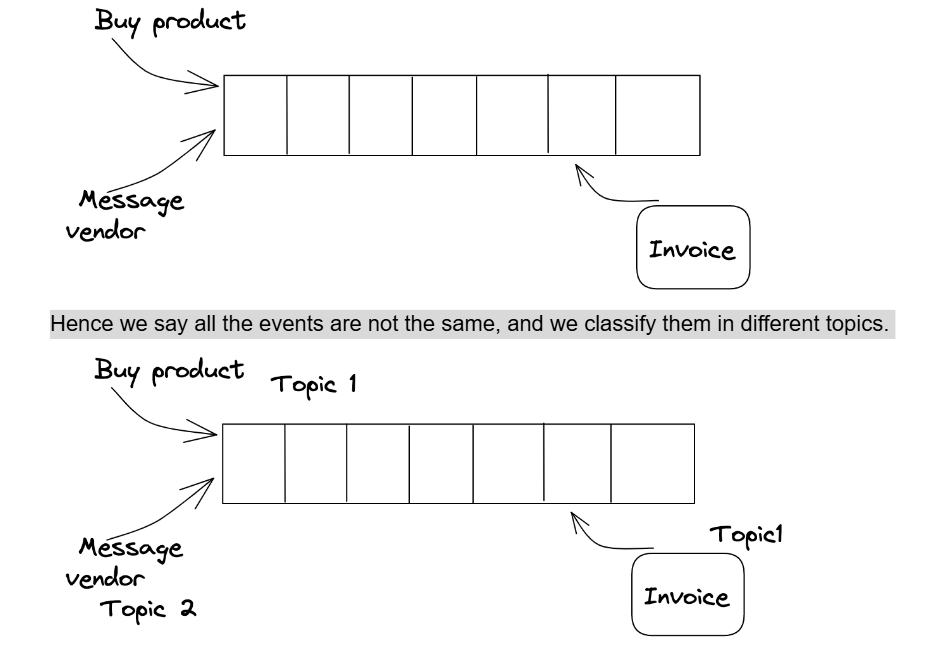 Buy product
Message
vendor
Invoice
Hence we say all the events are not the same, and we classify them in different topics.
Buy product
Topic 1
Topic1
Message
vendor
Topic 2
Invoice